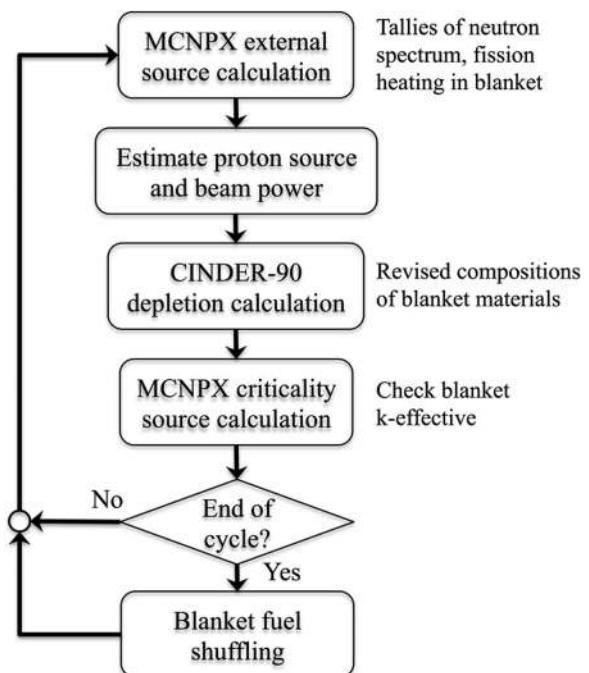 MCNPX external
source calculation
Tallies of neutron
spectrum, fission
heating in blanket
Estimate proton source
and beam power
CINDER-90
depletion calculation
Revised compositions
of blanket materials
MCNPX criticality
source calculation
Check blanket
k-effective
No
End of
cycle?
Yes
Blanket fuel
shuffling